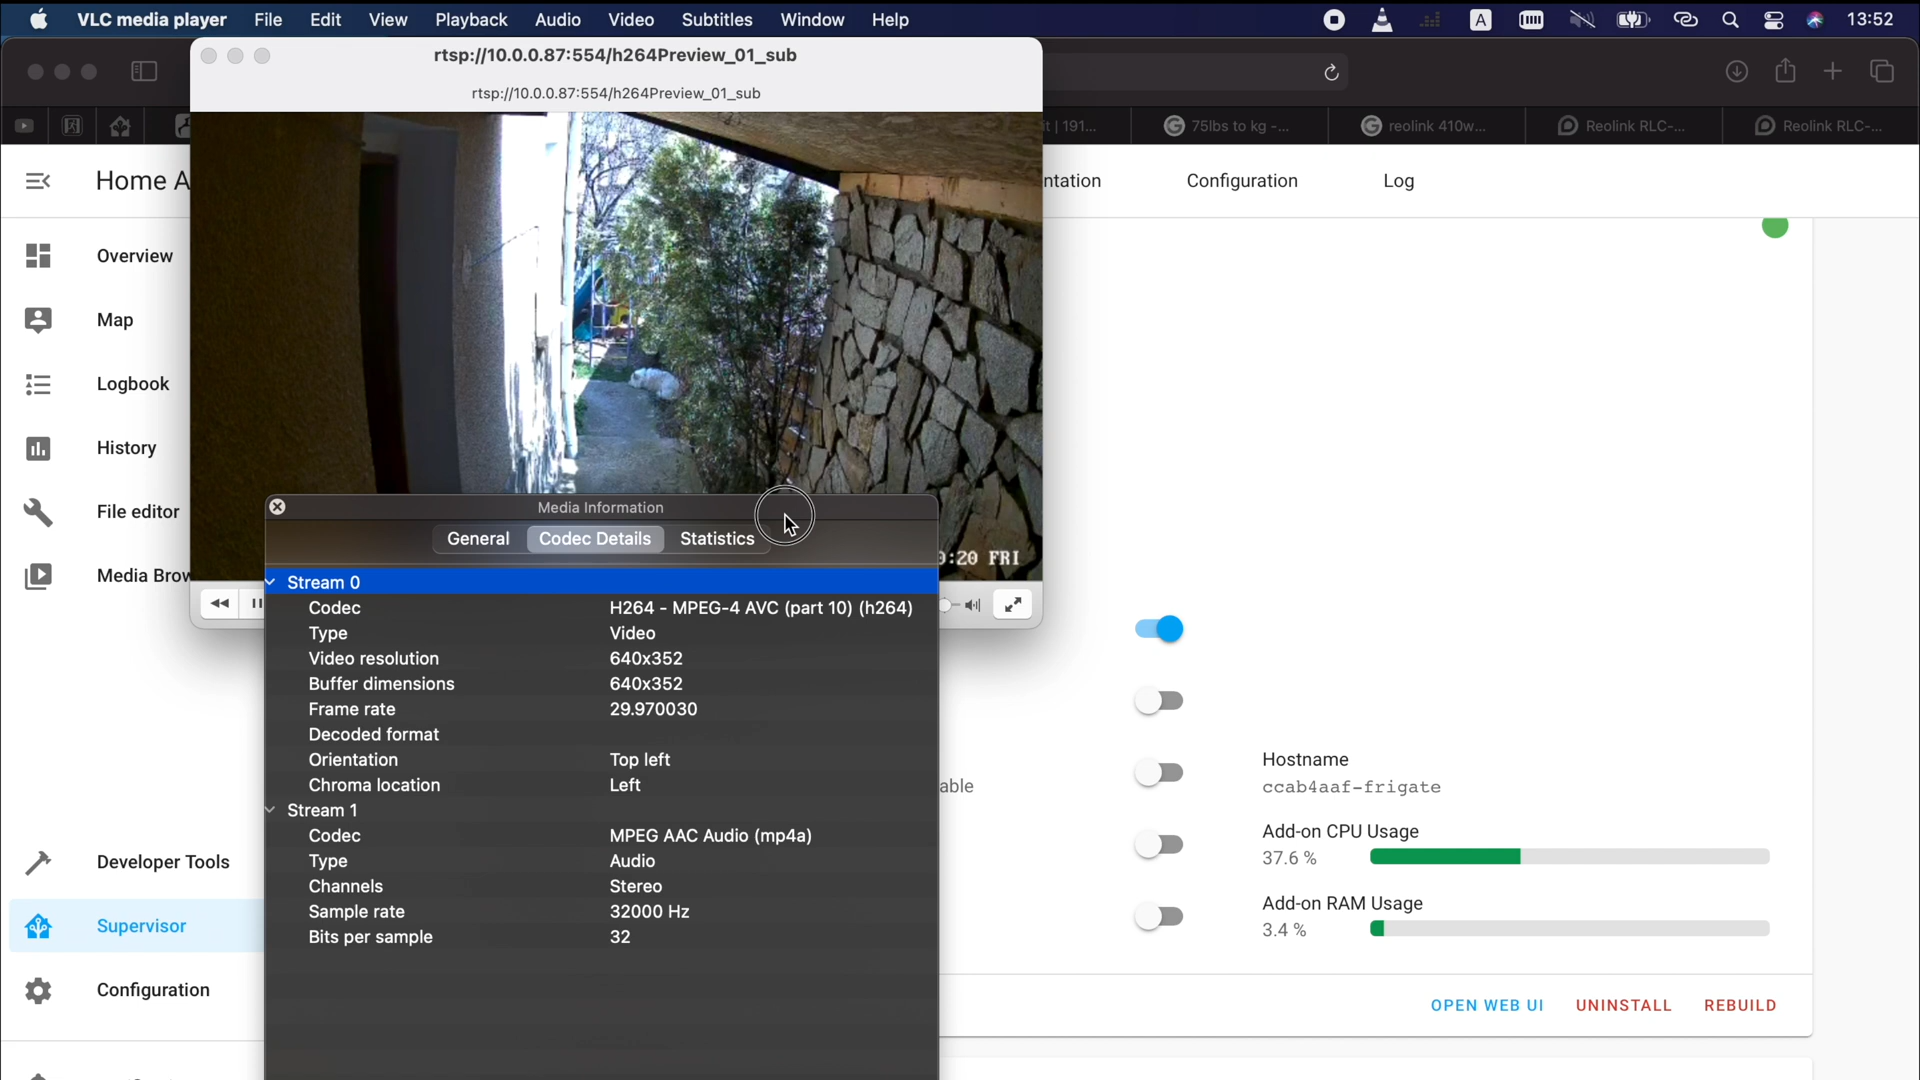 VLC media player File Edit View Playback Audio Video Subtitles Window Help A 13:52
rtsp://10.0.0.87:554/h264Preview_01_sub
rtsp://10.0.0.87:554/h264Preview_01_sub
it | 191... 75lbs to kg -... reolink 410w... Reolink RLC-... Reolink RLC-...
Home A
ntation Configuration Log
Overview
Map
Logbook
History
File editor
Media Brow
Developer Tools
Supervisor
Configuration
:20 FRI
Media Information
General Codec Details Statistics
Stream 0
Codec H264 - MPEG-4 AVC (part 10) (h264)
Type Video
Video resolution 640x352
Buffer dimensions 640x352
Frame rate 29.970030
Decoded format
Orientation Top left
Chroma location Left
Stream 1
Codec MPEG AAC Audio (mp4a)
Type Audio
Channels Stereo
Sample rate 32000 Hz
Bits per sample 32
able
Hostname
ccab4aaf-frigate
Add-on CPU Usage
37.6 %
Add-on RAM Usage
3.4 %
OPEN WEB UI UNINSTALL REBUILD